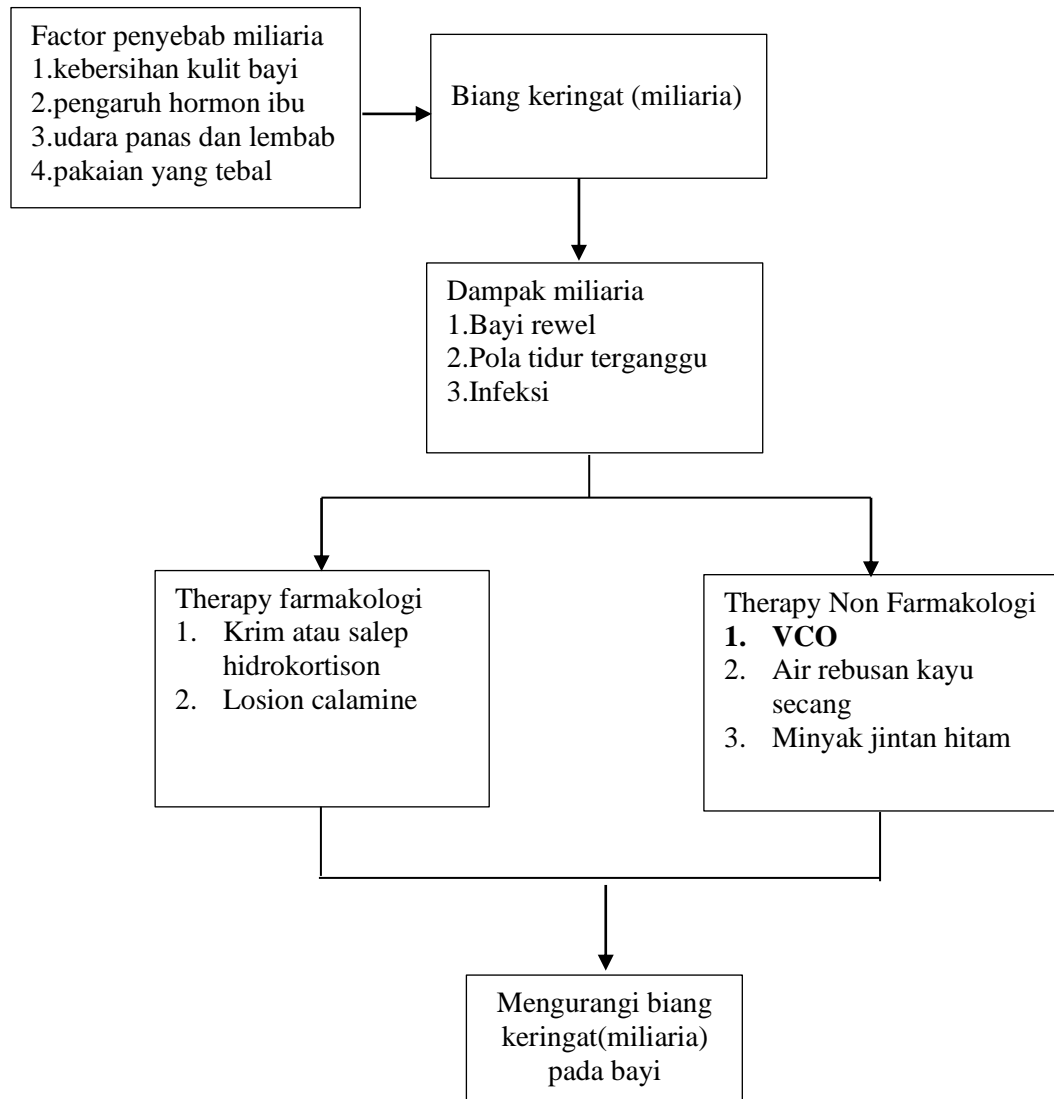 Factor penyebab miliaria
1.kebersihan kulit bayi
2.pengaruh hormon ibu
3.udara panas dan lembab
4.pakaian yang tebal
Biang keringat (miliaria)
Dampak miliaria
1.Bayi rewel
2.Pola tidur terganggu
3.Infeksi
Therapy farmakologi
1. Krim atau salep
hidrokortison
2. Losion calamine
Therapy Non Farmakologi
1. VCO
2. Air rebusan kayu
secang
3. Minyak jintan hitam
Mengurangi biang
keringat(miliaria)
pada bayi